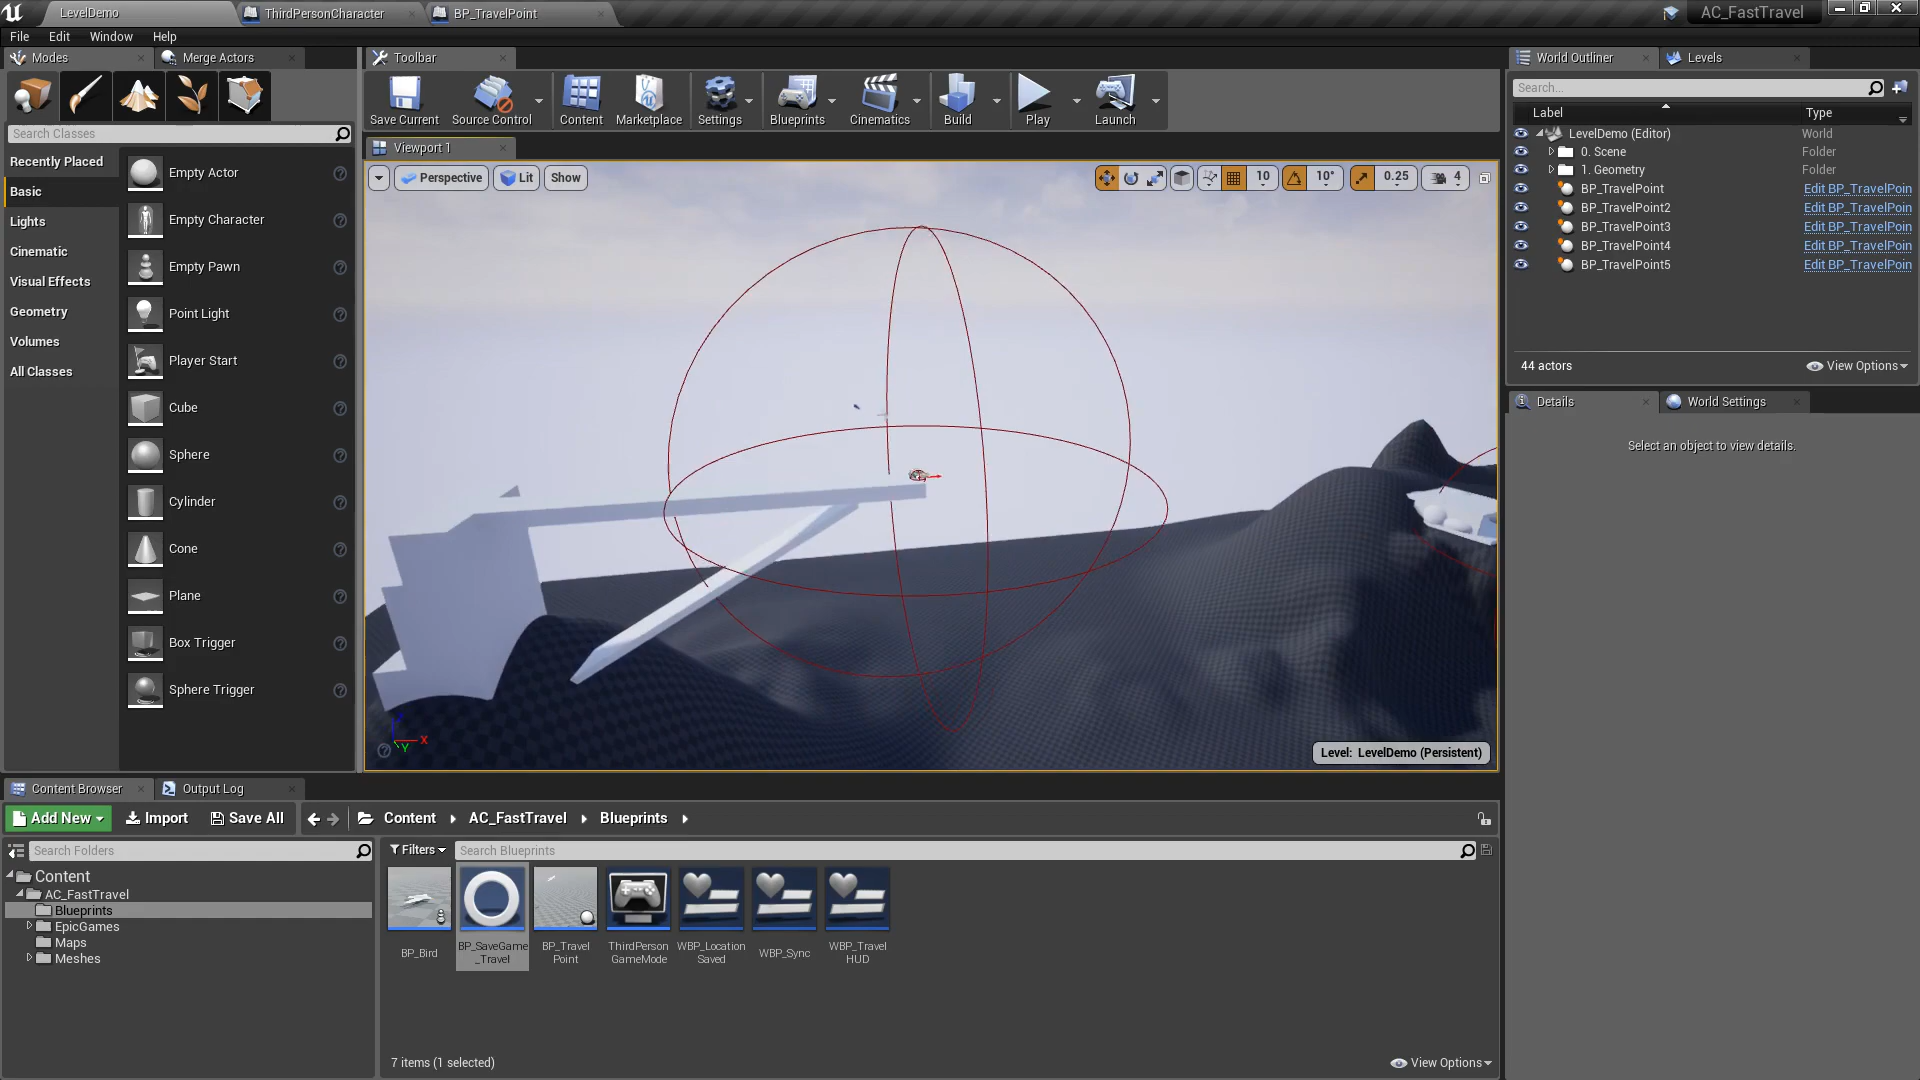 LevelDemo
ThirdPersonCharacter
BP_TravelPoint
AC_FastTravel
File
Edit
Window
Help
Modes
Merge Actors
Search Classes
Recently Placed
Basic
Lights
Cinematic
Visual Effects
Geometry
Volumes
All Classes
Empty Actor
Empty Character
Empty Pawn
Point Light
Player Start
Cube
Sphere
Cylinder
Cone
Plane
Box Trigger
Sphere Trigger
Toolbar
Save Current
Source Control
Content
Marketplace
Settings
Blueprints
Cinematics
Build
Play
Launch
Viewport 1
Perspective
Lit
Show
10
10°
0.25
4
X
Y
Level: LevelDemo (Persistent)
World Outliner
Levels
Search...
Label
Type
LevelDemo (Editor)
World
0. Scene
Folder
1. Geometry
Folder
BP_TravelPoint
Edit BP_TravelPoin
BP_TravelPoint2
Edit BP_TravelPoin
BP_TravelPoint3
Edit BP_TravelPoin
BP_TravelPoint4
Edit BP_TravelPoin
BP_TravelPoint5
Edit BP_TravelPoin
44 actors
View Options
Details
World Settings
Select an object to view details.
Content Browser
Output Log
Add New
Import
Save All
Content
AC_FastTravel
Blueprints
Search Folders
Content
AC_FastTravel
Blueprints
EpicGames
Maps
Meshes
Filters
Search Blueprints
BP_Bird
BP_SaveGame
_Travel
BP_Travel
Point
ThirdPerson
GameMode
WBP_Location
Saved
WBP_Sync
WBP_Travel
HUD
7 items (1 selected)
View Options